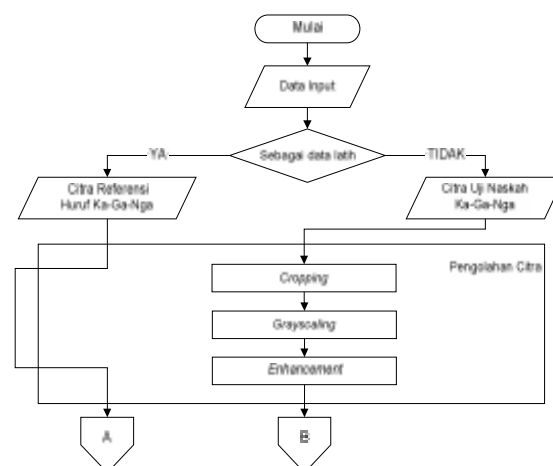 Mulai
Data Input
Sebagai data latih
YA
TIDAK
Citra Referensi
Huruf Ka-Ga-Nga
Citra Uji Naskah
Ka-Ga-Nga
Pengolahan Citra
Cropping
Grayscaling
Enhancement
A
B